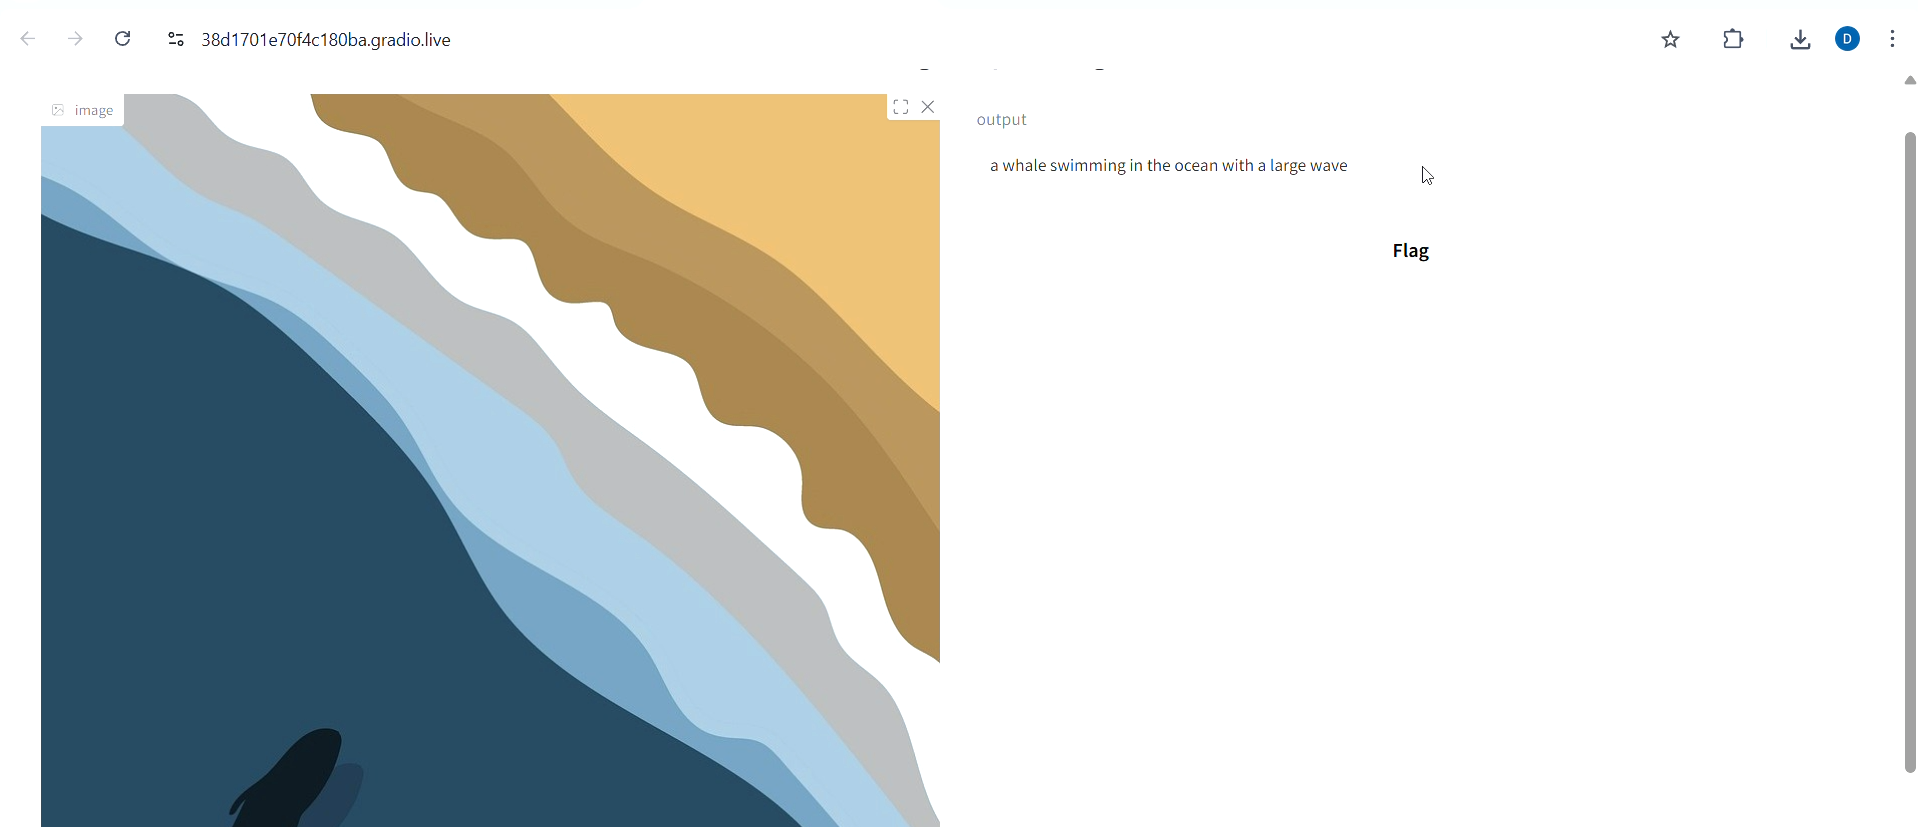 38d1701e70f4c180ba.gradio.live
D
image
output
a whale swimming in the ocean with a large wave
Flag